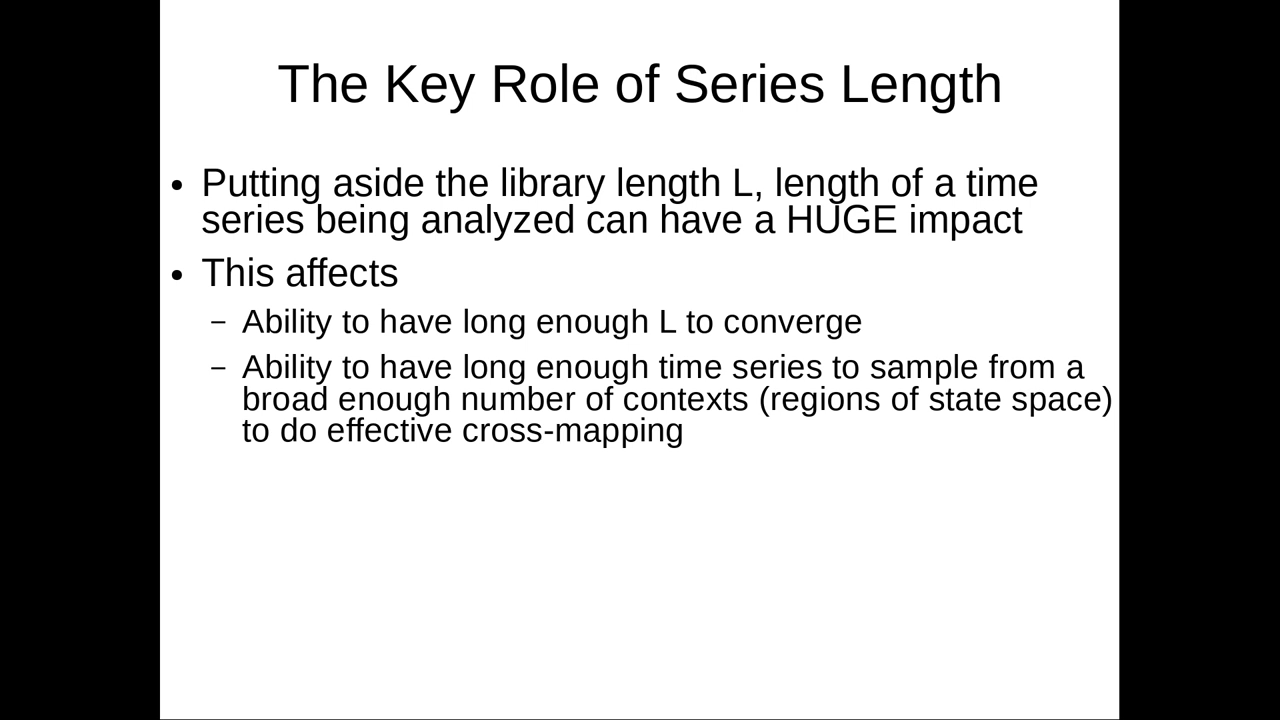 The Key Role of Series Length
• Putting aside the library length L, length of a time
series being analyzed can have a HUGE impact
• This affects
– Ability to have long enough L to converge
– Ability to have long enough time series to sample from a
broad enough number of contexts (regions of state space)
to do effective cross-mapping